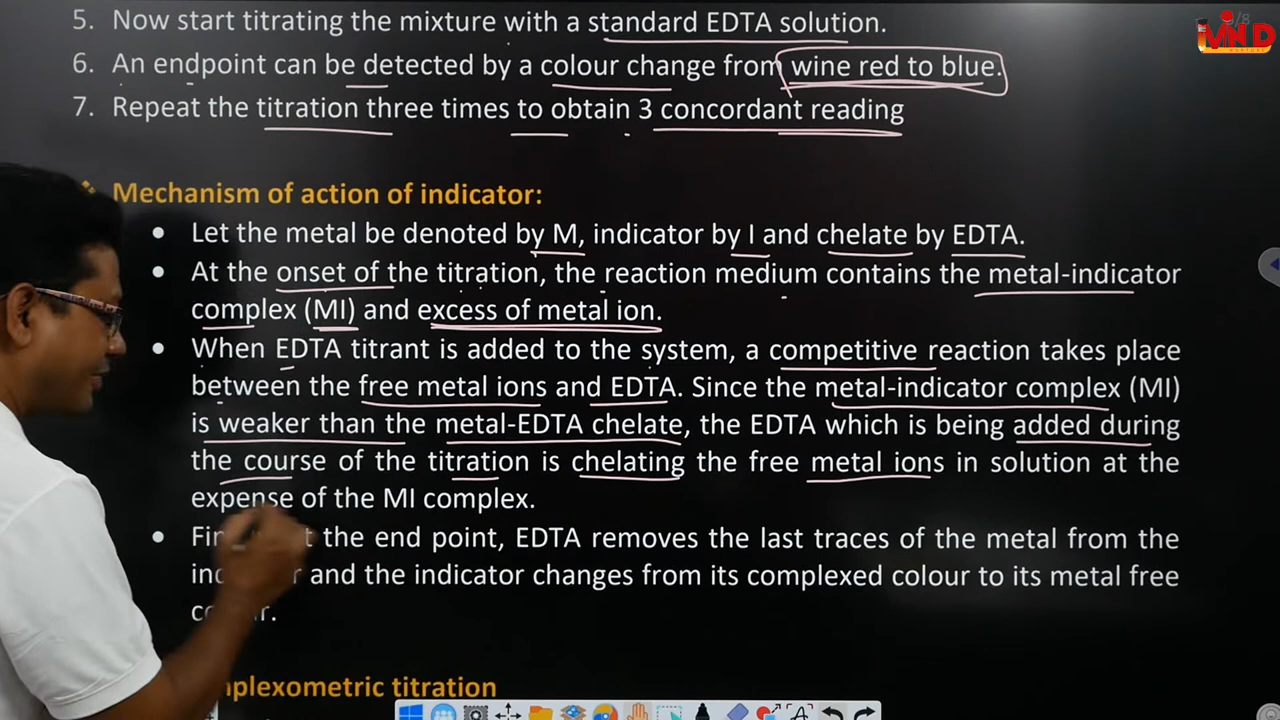 5. Now start titrating the mixture with a standard EDTA solution.
6. An endpoint can be detected by a colour change from wine red to blue.
7. Repeat the titration three times to obtain 3 concordant reading
Mechanism of action of indicator:
• Let the metal be denoted by M, indicator by I and chelate by EDTA.
• At the onset of the titration, the reaction medium contains the metal-indicator
complex (MI) and excess of metal ion.
• When EDTA titrant is added to the system, a competitive reaction takes place
between the free metal ions and EDTA. Since the metal-indicator complex (MI)
is weaker than the metal-EDTA chelate, the EDTA which is being added during
the course of the titration is chelating the free metal ions in solution at the
expense of the MI complex.
• the end point, EDTA removes the last traces of the metal from the
and the indicator changes from its complexed colour to its metal free
titration